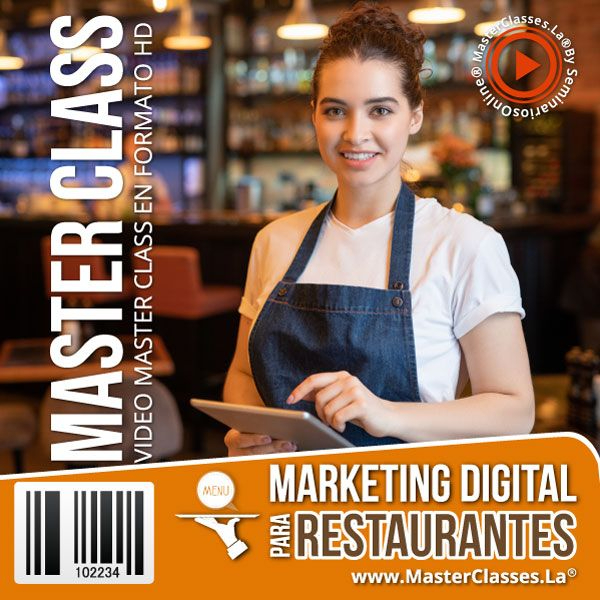 MASTER CLASS
VIDEO MASTER CLASS EN FORMATO HD
MasterClasses.La® By SeminariosOnline®
MENU
MARKETING DIGITAL
PARA RESTAURANTES
102234
www.MasterClasses.La®